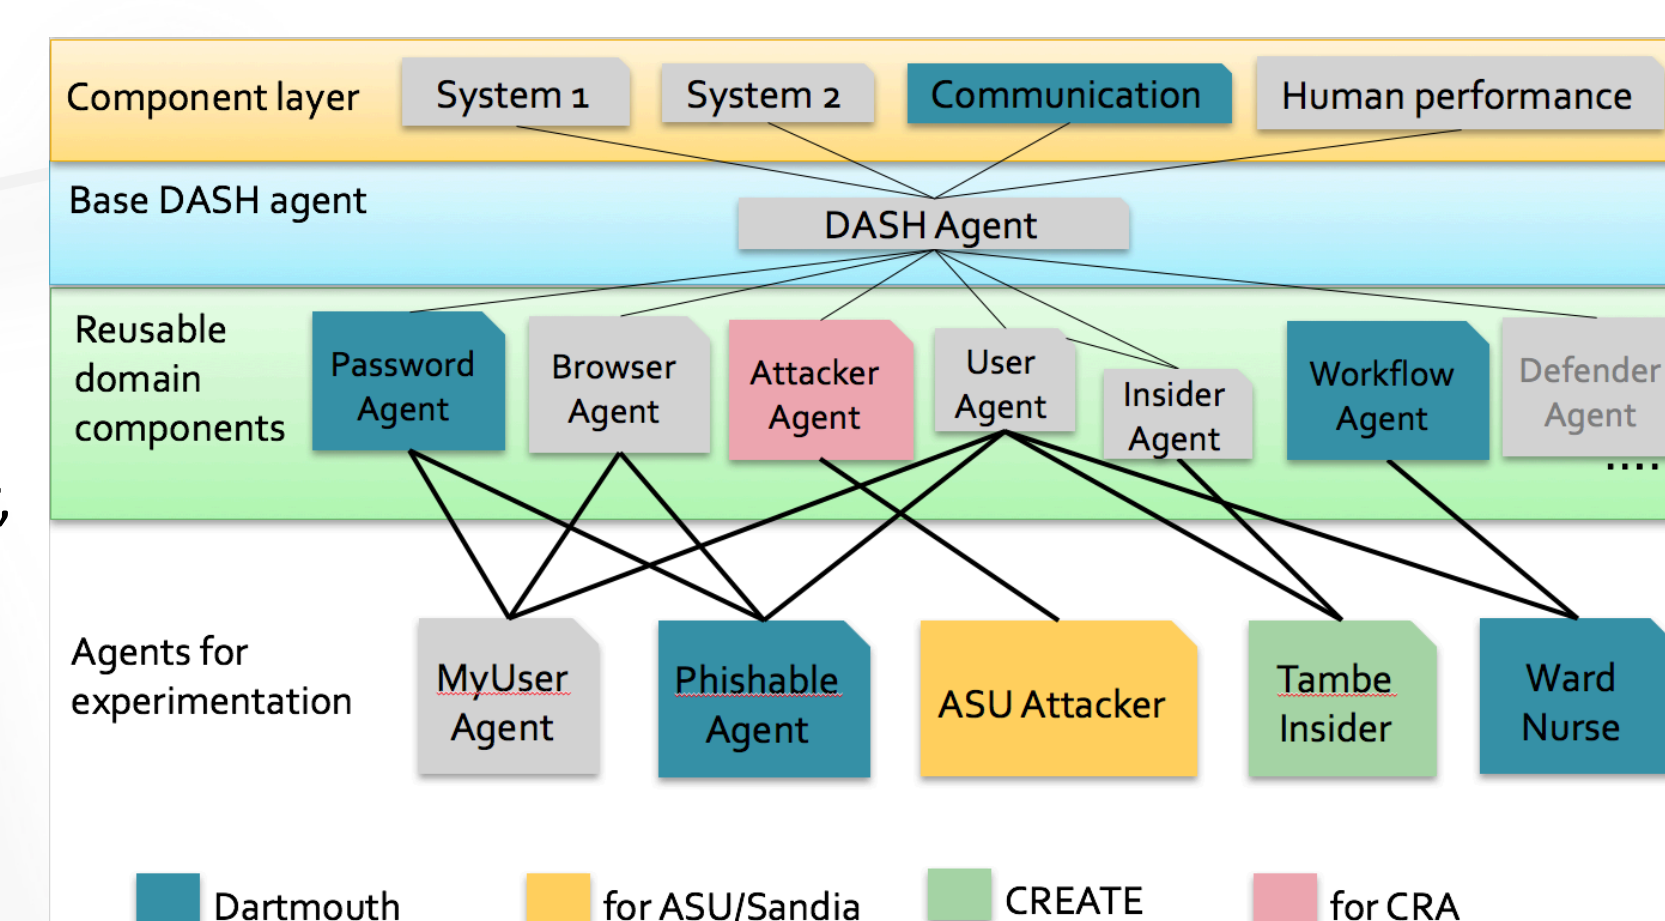 Component layer
System 1
System 2
Communication
Human performance
Base DASH agent
DASH Agent
Reusable
domain
components
Password
Agent
Browser
Agent
Attacker
Agent
User
Agent
Insider
Agent
Workflow
Agent
Defender
Agent
....
Agents for
experimentation
MyUser
Agent
Phishable
Agent
ASU Attacker
Tambe
Insider
Ward
Nurse
Dartmouth
for ASU/Sandia
CREATE
for CRA